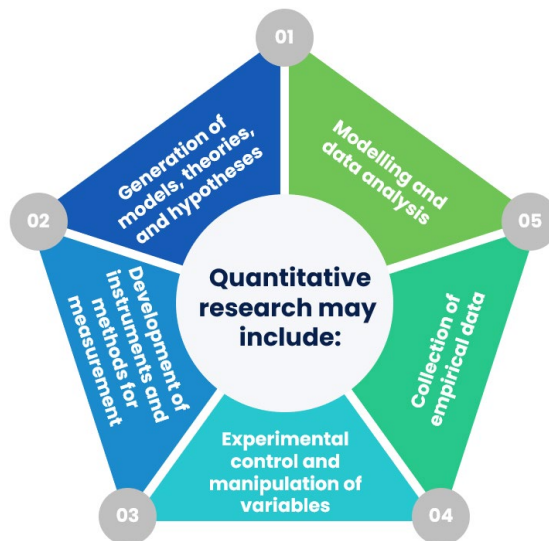 01
Generation of
models, theories,
and hypotheses
02
Development of
instruments and
methods for
measurement
03
Experimental
control and
manipulation of
variables
04
Collection of
empirical data
05
Modelling and
data analysis
Quantitative
research may
include: